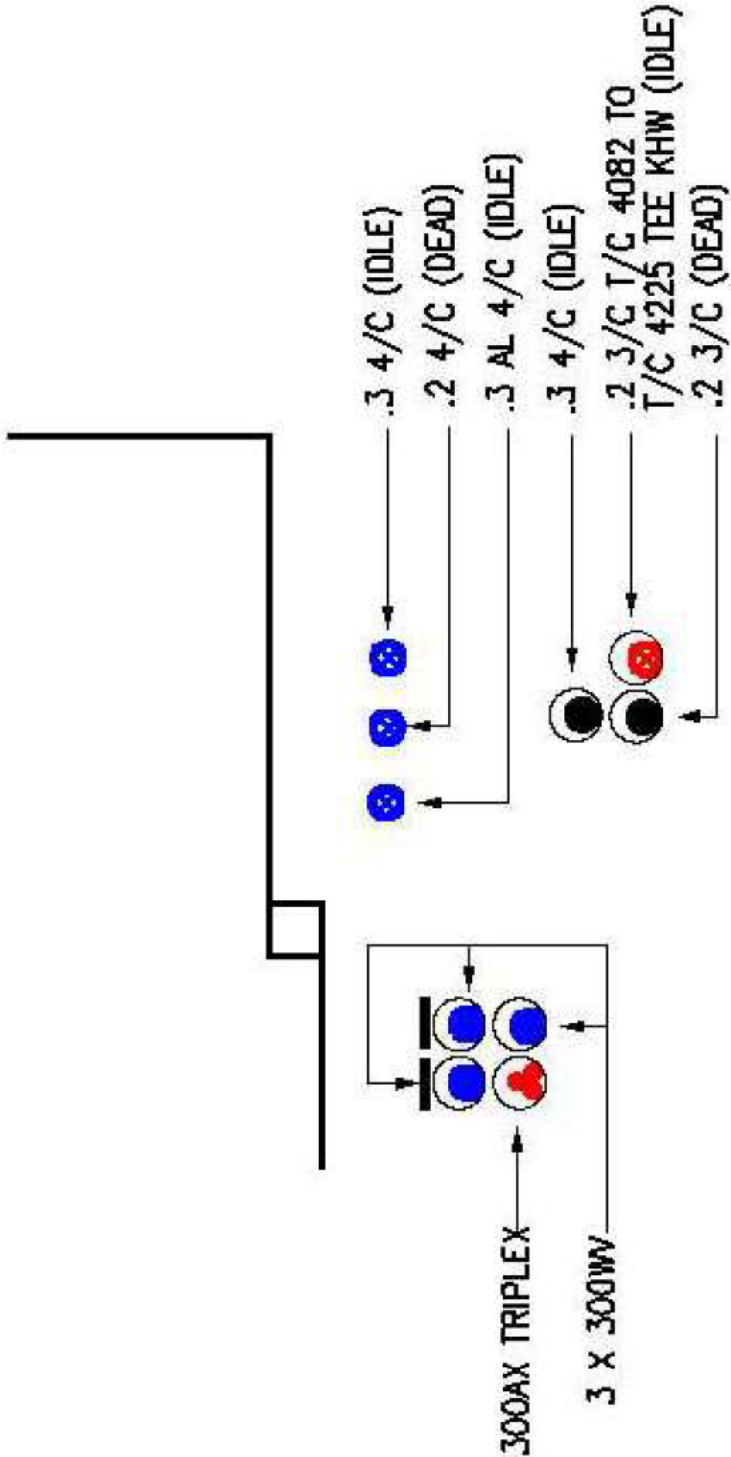 .3 4/C (IDLE)
.2 4/C (DEAD)
.3 AL 4/C (IDLE)
.3 4/C (IDLE)
.2 3/C T/C 4082 TO
T/C 4225 TEE KHW (IDLE)
.2 3/C (DEAD)
300AX TRIPLEX
3 X 300WV